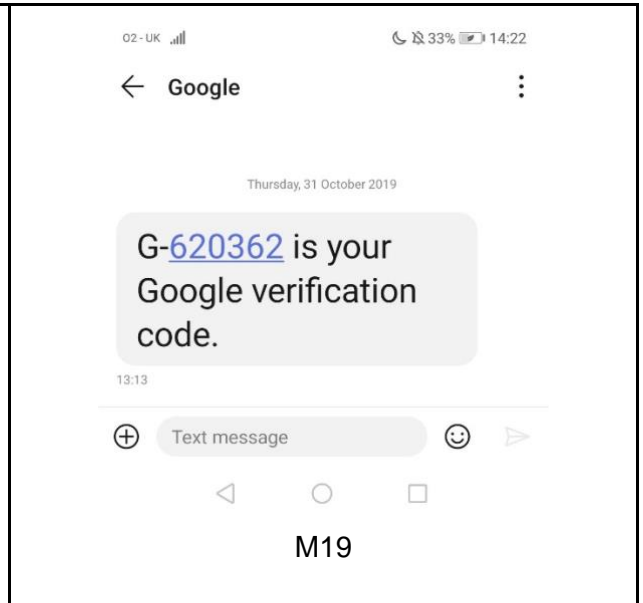 O2-UK 33% 14:22
Google
Thursday, 31 October 2019
G-620362 is your
Google verification
code.
13:13
Text message
M19